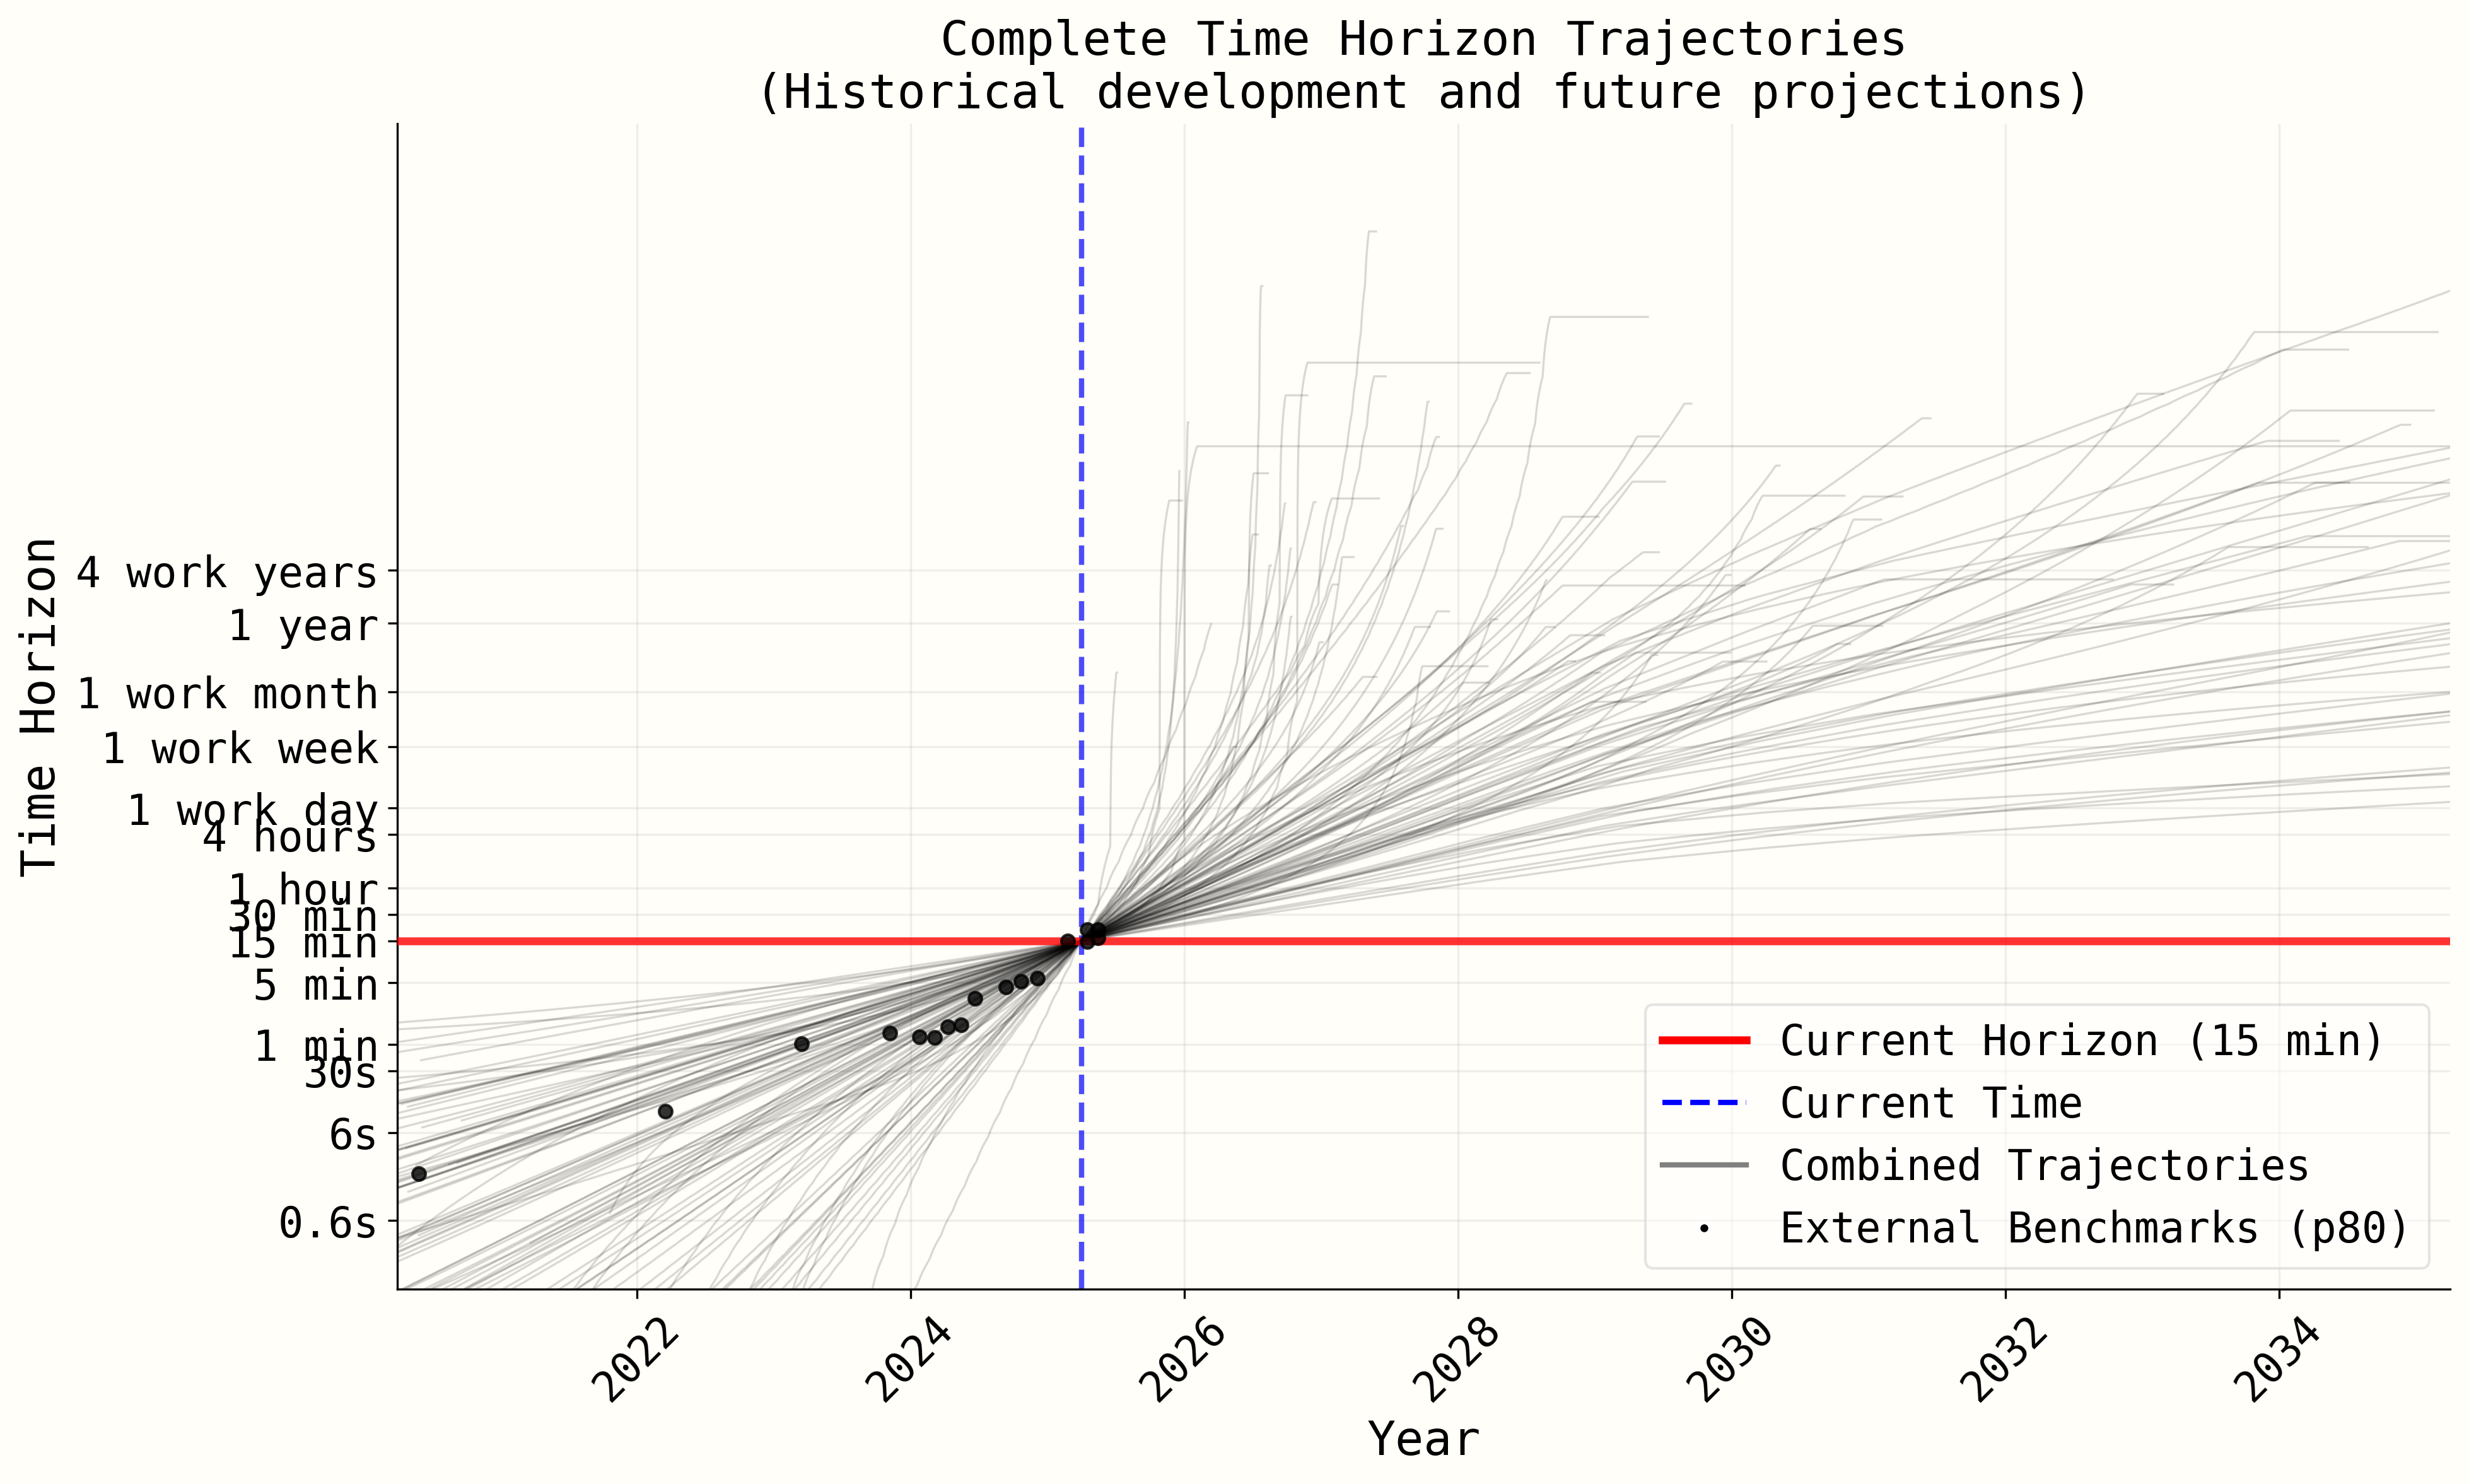 Complete Time Horizon Trajectories
(Historical development and future projections)
Time Horizon
4 work years
1 year
1 work month
1 work week
1 work day
4 hours
1 hour
30 min
15 min
5 min
1 min
30s
6s
0.6s
Current Horizon (15 min)
Current Time
Combined Trajectories
External Benchmarks (p80)
2022
2024
2026
2028
2030
2032
2034
Year